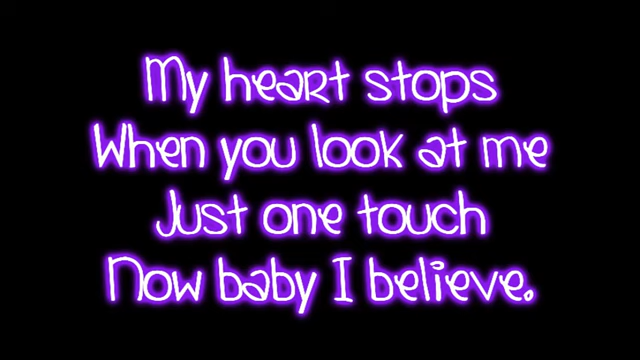 My heart stops
When you look at me
Just one touch
Now baby I believe.